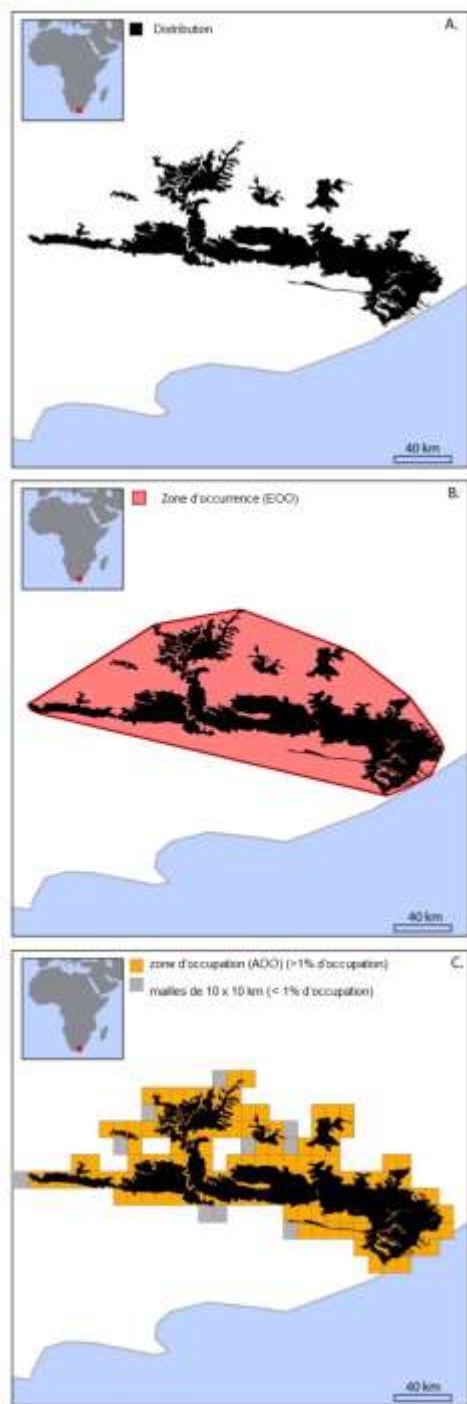 A.
Distribution
40 km
B.
Zone d'occurrence (EOO)
40 km
C.
zone d'occupation (AOO) (>1% d'occupation)
mailles de 10 x 10 km (< 1% d'occupation)
40 km